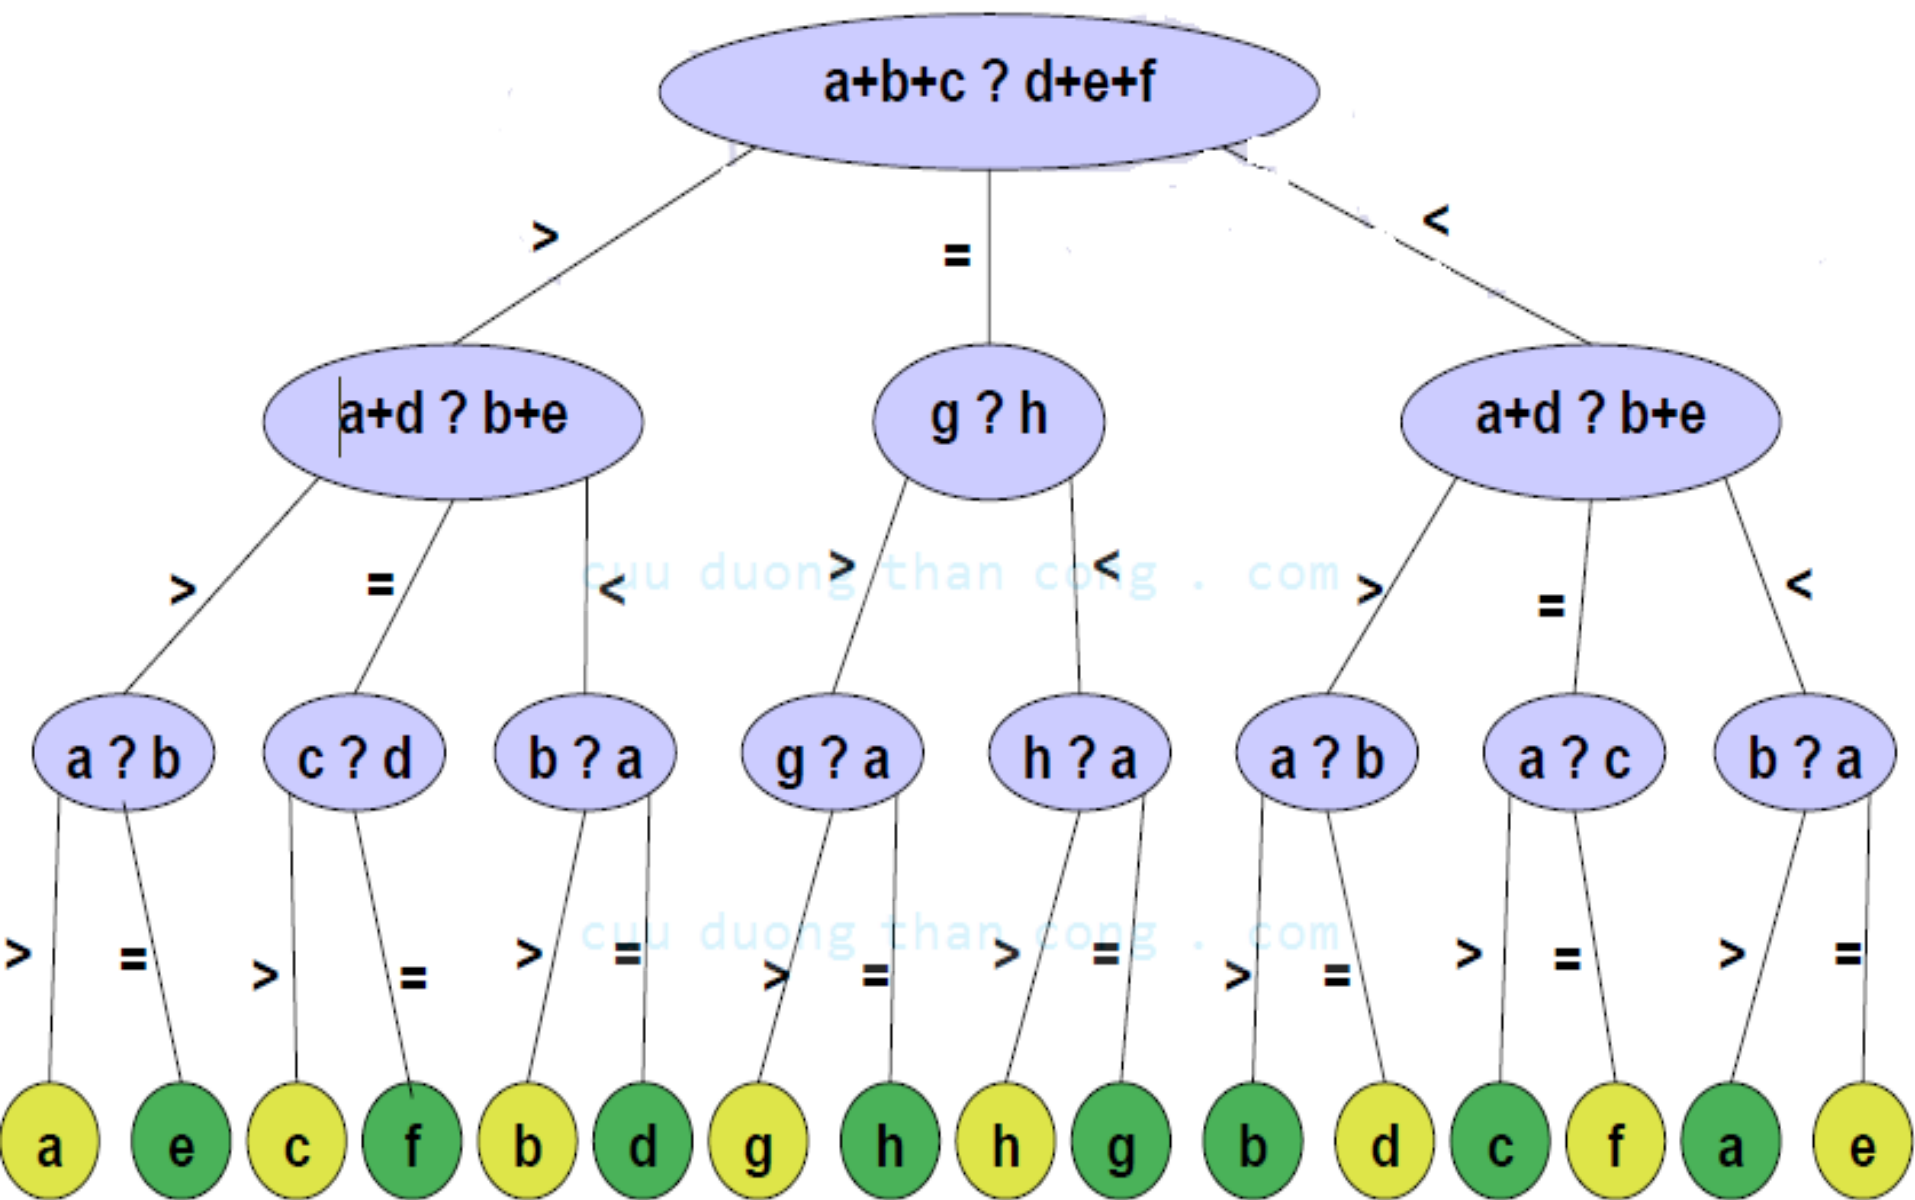 a+b+c ? d+e+f
> = <
a+d ? b+e g ? h a+d ? b+e
> = < > < > = <
cuu duong than cong . com
a ? b c ? d b ? a g ? a h ? a a ? b a ? c b ? a
> = > = > = > = > = > = > = > =
cuu duong than cong . com
a e c f b d g h h g b d c f a e